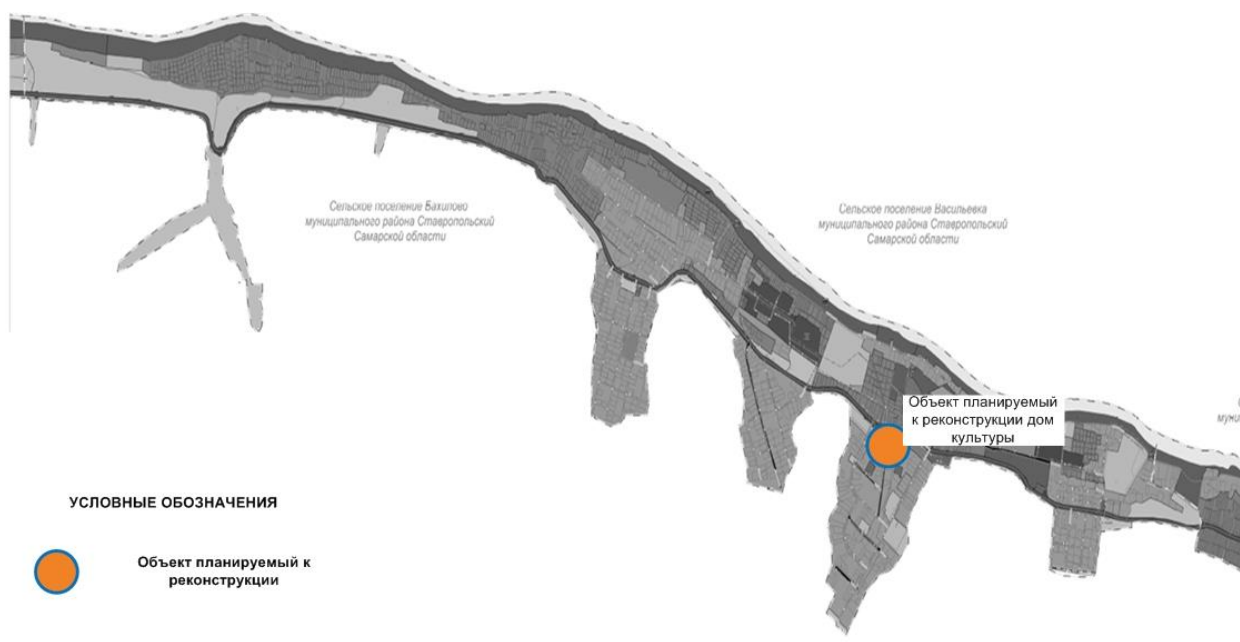 Сельское поселение Бахилово
муниципального района Ставропольский
Самарской области
Сельское поселение Васильевка
муниципального района Ставропольский
Самарской области
Объект планируемый
к реконструкции дом
культуры
УСЛОВНЫЕ ОБОЗНАЧЕНИЯ
Объект планируемый к
реконструкции